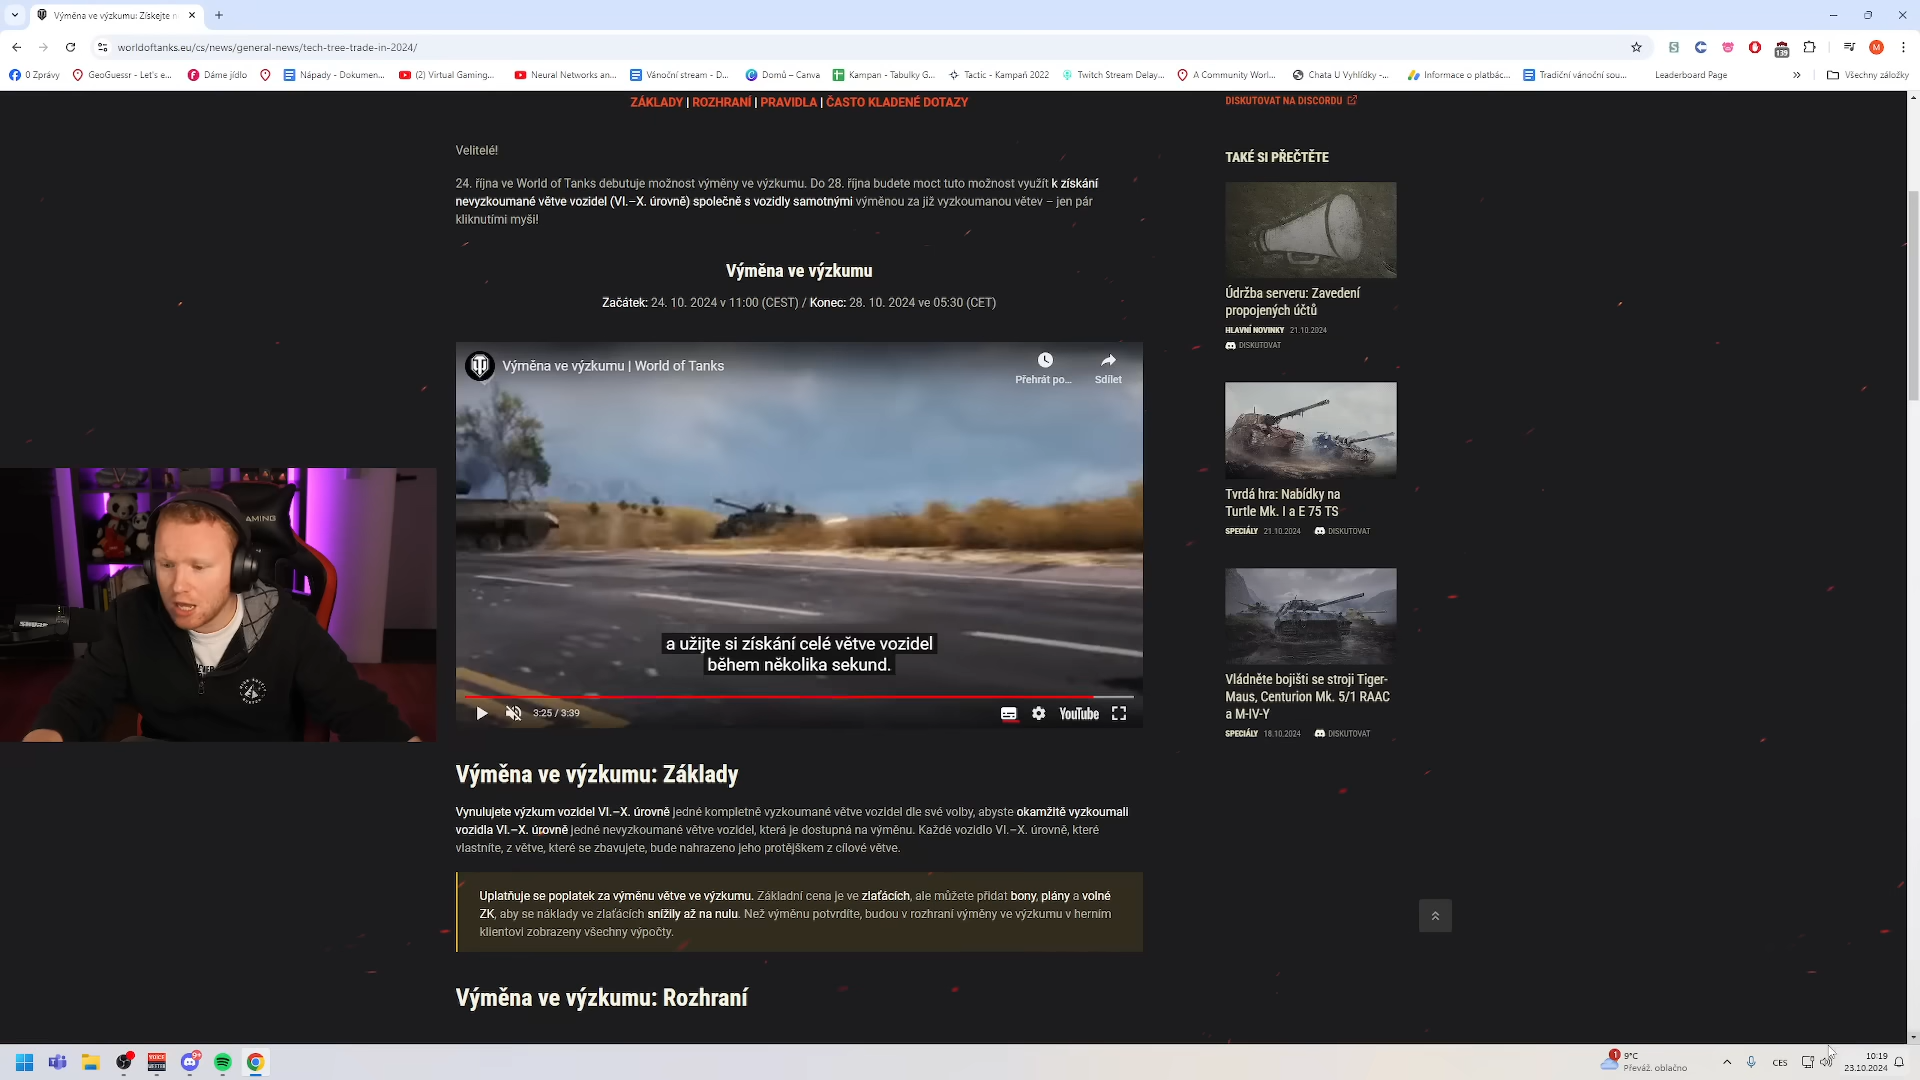 Výměna ve výzkumu: Získejte n
worldoftanks.eu/cs/news/general-news/tech-tree-trade-in-2024/
139
M
0 Zprávy
GeoGuessr - Let's e...
Dáme jídlo
Nápady - Dokumen...
(2) Virtual Gaming...
Neural Networks an...
Vánoční stream - D...
Domů – Canva
Kampan - Tabulky G...
Tactic - Kampaň 2022
Twitch Stream Delay...
A Community Worl...
Chata U Vyhlídky -...
Informace o platbác...
Tradiční vánoční sou...
Leaderboard Page
Všechny záložky
ZÁKLADY | ROZHRANÍ | PRAVIDLA | ČASTO KLADENÉ DOTAZY
Velitelé!
24. října ve World of Tanks debutuje možnost výměny ve výzkumu. Do 28. října budete moct tuto možnost využít k získání
nevyzkoumané větve vozidel (VI.–X. úrovně) společně s vozidly samotnými výměnou za již vyzkoumanou větev – jen pár
kliknutími myši!
Výměna ve výzkumu
Začátek: 24. 10. 2024 v 11:00 (CEST) / Konec: 28. 10. 2024 ve 05:30 (CET)
Výměna ve výzkumu | World of Tanks
Přehrát po...
Sdílet
a užijte si získání celé větve vozidel
během několika sekund.
3:25 / 3:39
YouTube
Výměna ve výzkumu: Základy
Vynulujete výzkum vozidel VI.–X. úrovně jedné kompletně vyzkoumané větve vozidel dle své volby, abyste okamžitě vyzkoumali
vozidla VI.–X. úrovně jedné nevyzkoumané větve vozidel, která je dostupná na výměnu. Každé vozidlo VI.–X. úrovně, které
vlastníte, z větve, které se zbavujete, bude nahrazeno jeho protějškem z cílové větve.
Uplatňuje se poplatek za výměnu větve ve výzkumu. Základní cena je ve zlaťácích, ale můžete přidat bony, plány a volné
ZK, aby se náklady ve zlaťácích snížily až na nulu. Než výměnu potvrdíte, budou v rozhraní výměny ve výzkumu v herním
klientovi zobrazeny všechny výpočty.
Výměna ve výzkumu: Rozhraní
DISKUTOVAT NA DISCORDU
TAKÉ SI PŘEČTĚTE
Údržba serveru: Zavedení
propojených účtů
HLAVNÍ NOVINKY 21.10.2024
DISKUTOVAT
Tvrdá hra: Nabídky na
Turtle Mk. I a E 75 TS
SPECIÁLY 21.10.2024 DISKUTOVAT
Vládněte bojišti se stroji Tiger-
Maus, Centurion Mk. 5/1 RAAC
a M-IV-Y
SPECIÁLY 18.10.2024 DISKUTOVAT
AMING
SHURE
1
9°C
Převáž. oblačno
CES
10:19
23.10.2024